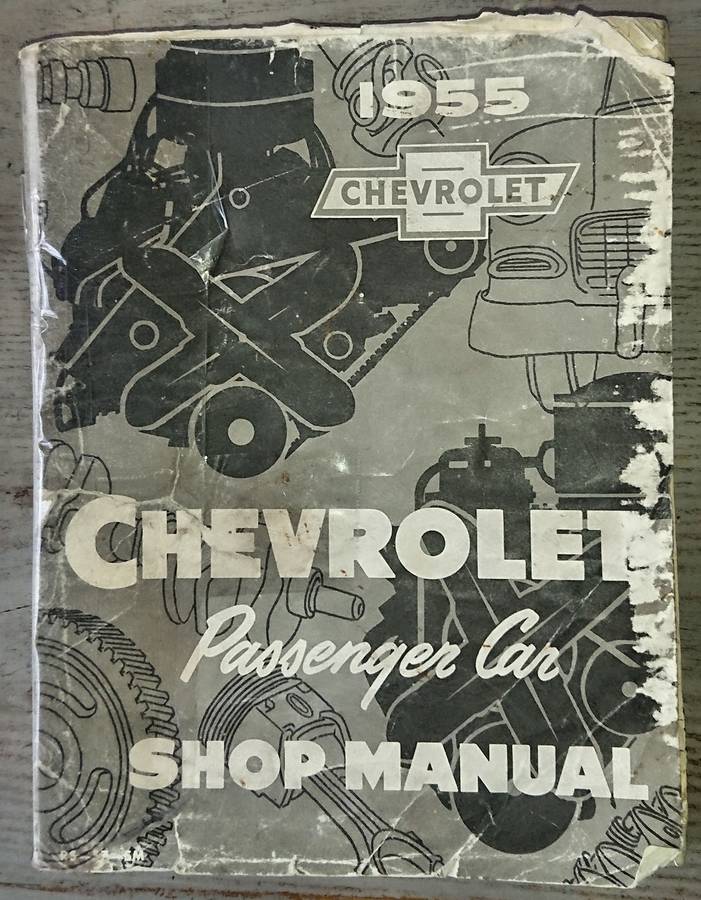 1955
CHEVROLET
CHEVROLET
Passenger Car
SHOP MANUAL